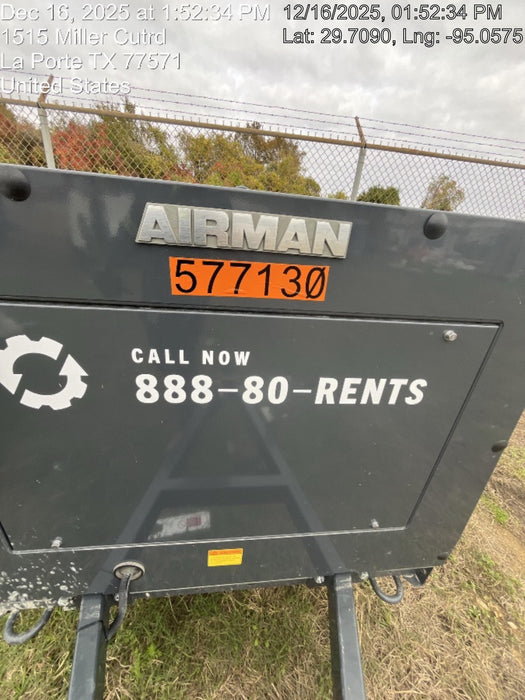 Dec 16, 2025 at 1:52:34 PM
1515 Miller Cutrd
La Porte TX 77571
United States
12/16/2025, 01:52:34 PM
Lat: 29.7090, Lng: -95.0575
AIRMAN
577130
CALL NOW
888-80-RENTS